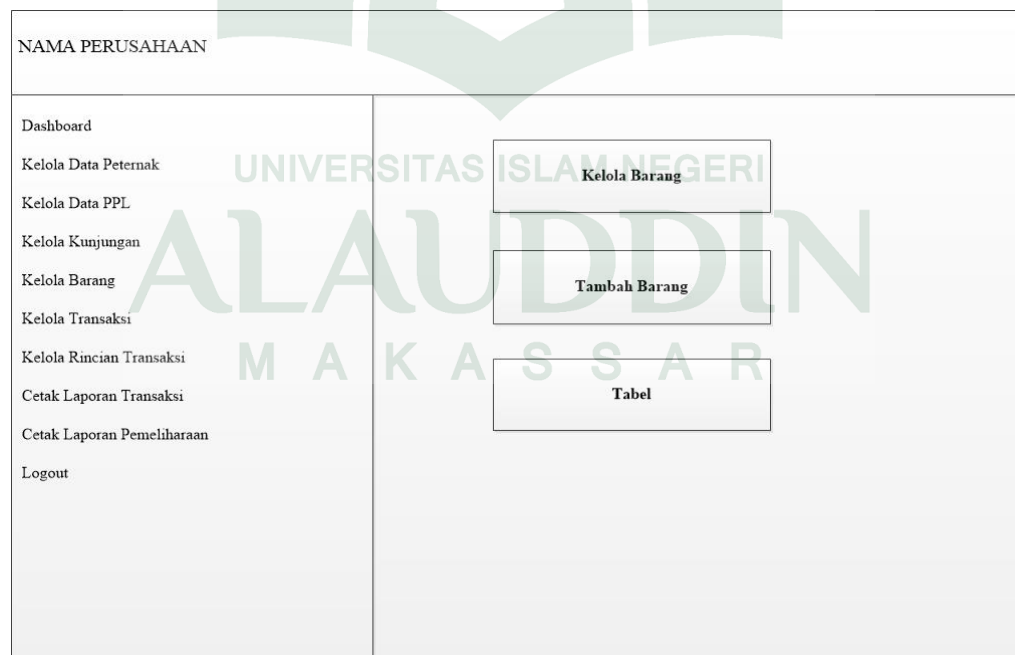 NAMA PERUSAHAAN
Dashboard
Kelola Data Peternak
Kelola Data PPL
Kelola Kunjungan
Kelola Barang
Kelola Transaksi
Kelola Rincian Transaksi
Cetak Laporan Transaksi
Cetak Laporan Pemeliharaan
Logout
Kelola Barang
Tambah Barang
Tabel
UNIVERSITAS ISLAM NEGERI
ALAUDDIN
MAKASSAR